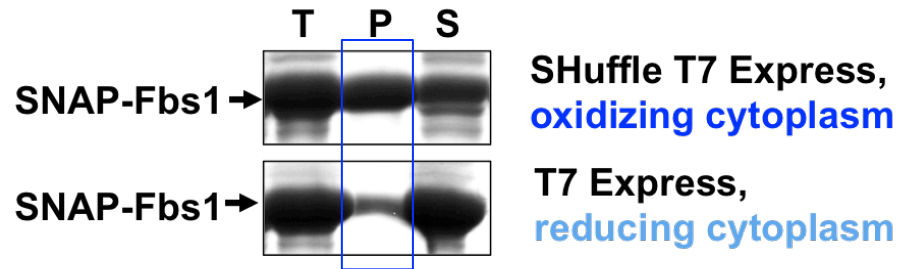 T P S
SNAP-Fbs1
SHuffle T7 Express,
oxidizing cytoplasm
SNAP-Fbs1
T7 Express,
reducing cytoplasm